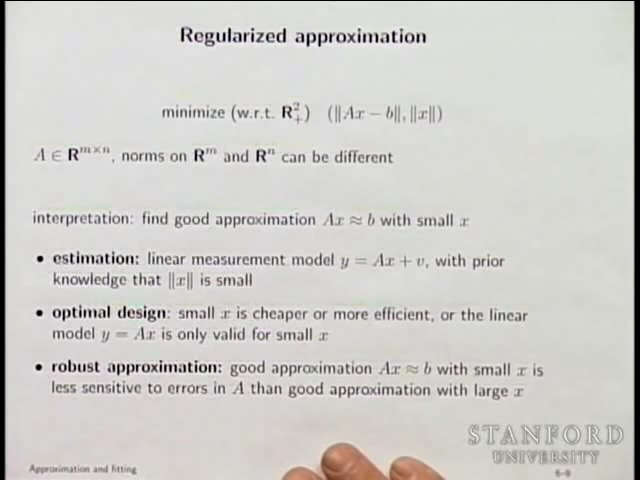 Regularized approximation
minimize (w.r.t. R²₊) (‖Ax − b‖, ‖x‖)
A ∈ R^{m×n}, norms on R^m and R^n can be different
interpretation: find good approximation Ax ≈ b with small x
• estimation: linear measurement model y = Ax + v, with prior
knowledge that ‖x‖ is small
• optimal design: small x is cheaper or more efficient, or the linear
model y = Ax is only valid for small x
• robust approximation: good approximation Ax ≈ b with small x is
less sensitive to errors in A than good approximation with large x
STANFORD
UNIVERSITY
Approximation and fitting